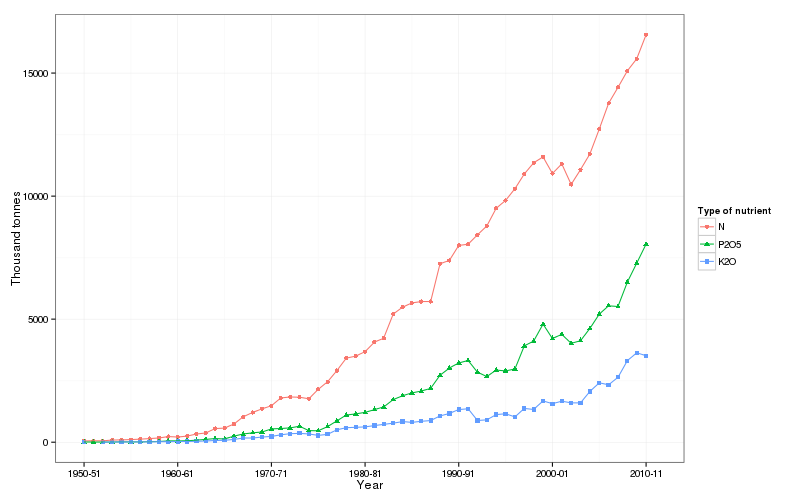 15000
10000
5000
0
Thousand tonnes
1950-51 1960-61 1970-71 1980-81 1990-91 2000-01 2010-11
Year
Type of nutrient
N
P2O5
K2O